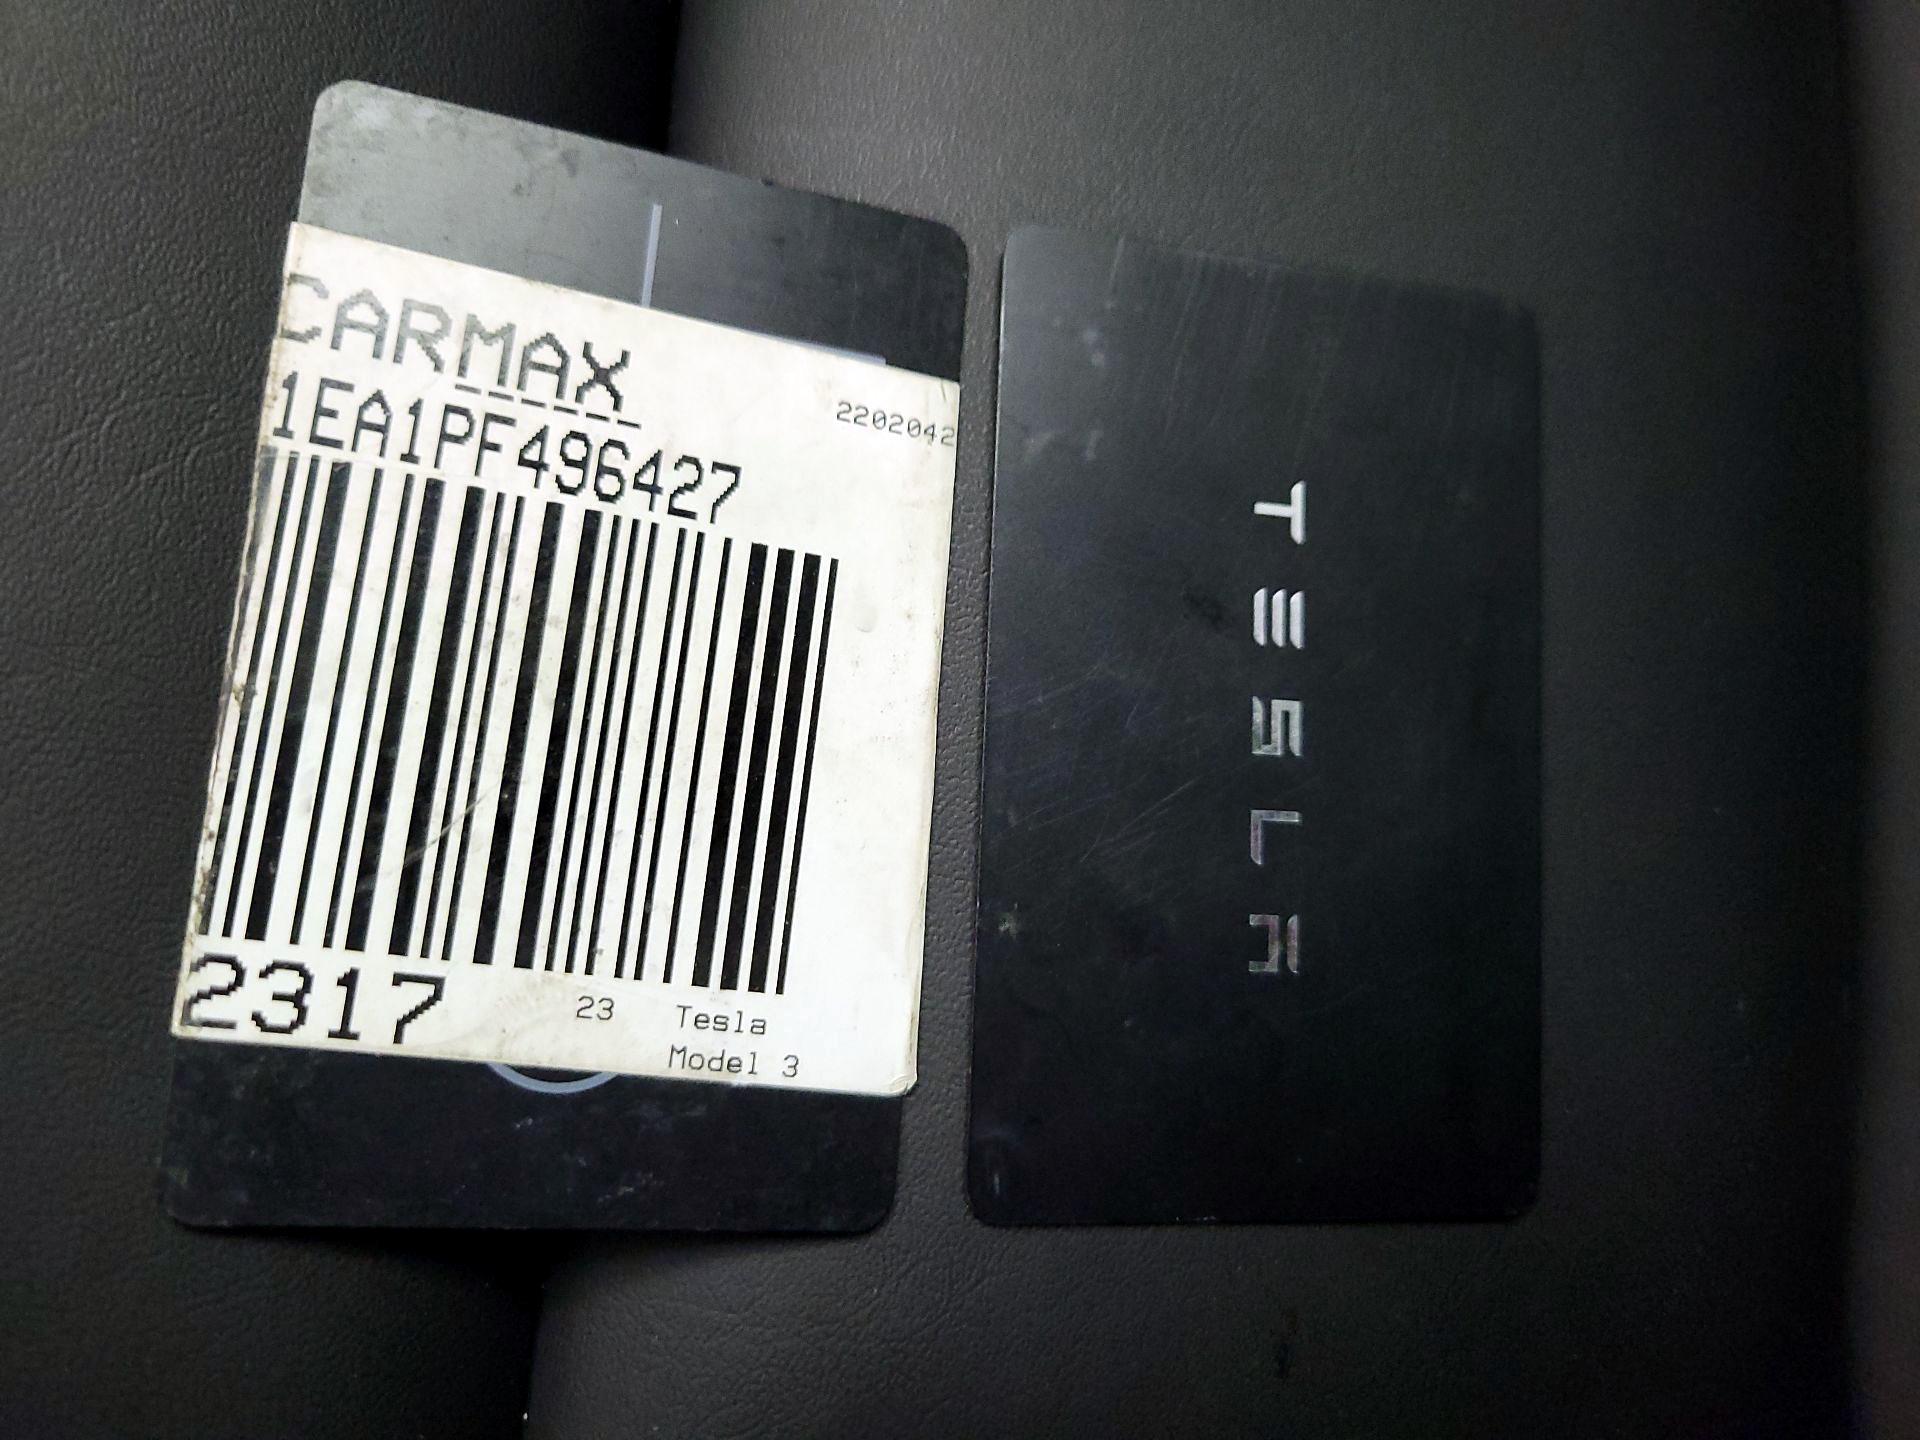 CARMAX
2202042
1EA1PF496427
2317
23 Tesla
Model 3
TESLA